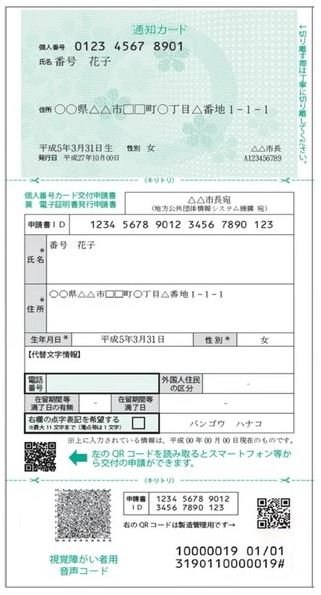 通知カード
個人番号 0123 4567 8901
氏名 番号 花子
住所 〇〇県△△市□□町〇丁目△番地1-1-1
平成5年3月31日生 性別 女 △△市長
発行日 平成27年10月00日 A123456789
←切り離す際は丁寧に切り離してください。
(キリトリ)
個人番号カード交付申請書
兼 電子証明書発行申請書
△△市長宛
(地方公共団体情報システム機構 宛)
申請書ID 1234 5678 9012 3456 7890 123
氏名* 番号 花子
住所* 〇〇県△△市□□町〇丁目△番地1-1-1
生年月日* 平成5年3月31日 性別* 女
【代替文字情報】
電話番号 外国人住民の区分 -
在留期間等満了日の有無 - 在留期間等満了日 -
右欄の点字表記を希望する □ バンゴウ ハナコ
※最大11文字まで(濁点等は1文字)
※上に入力されている情報は、平成00年00月00日現在のものです。
左のQRコードを読み取るとスマートフォン等から交付の申請ができます。
(キリトリ)
申請書ID 1234 5678 9012
3456 7890 123
右のQRコードは製造管理用です→
視覚障がい者用
音声コード
10000019 01/01
3190110000019#